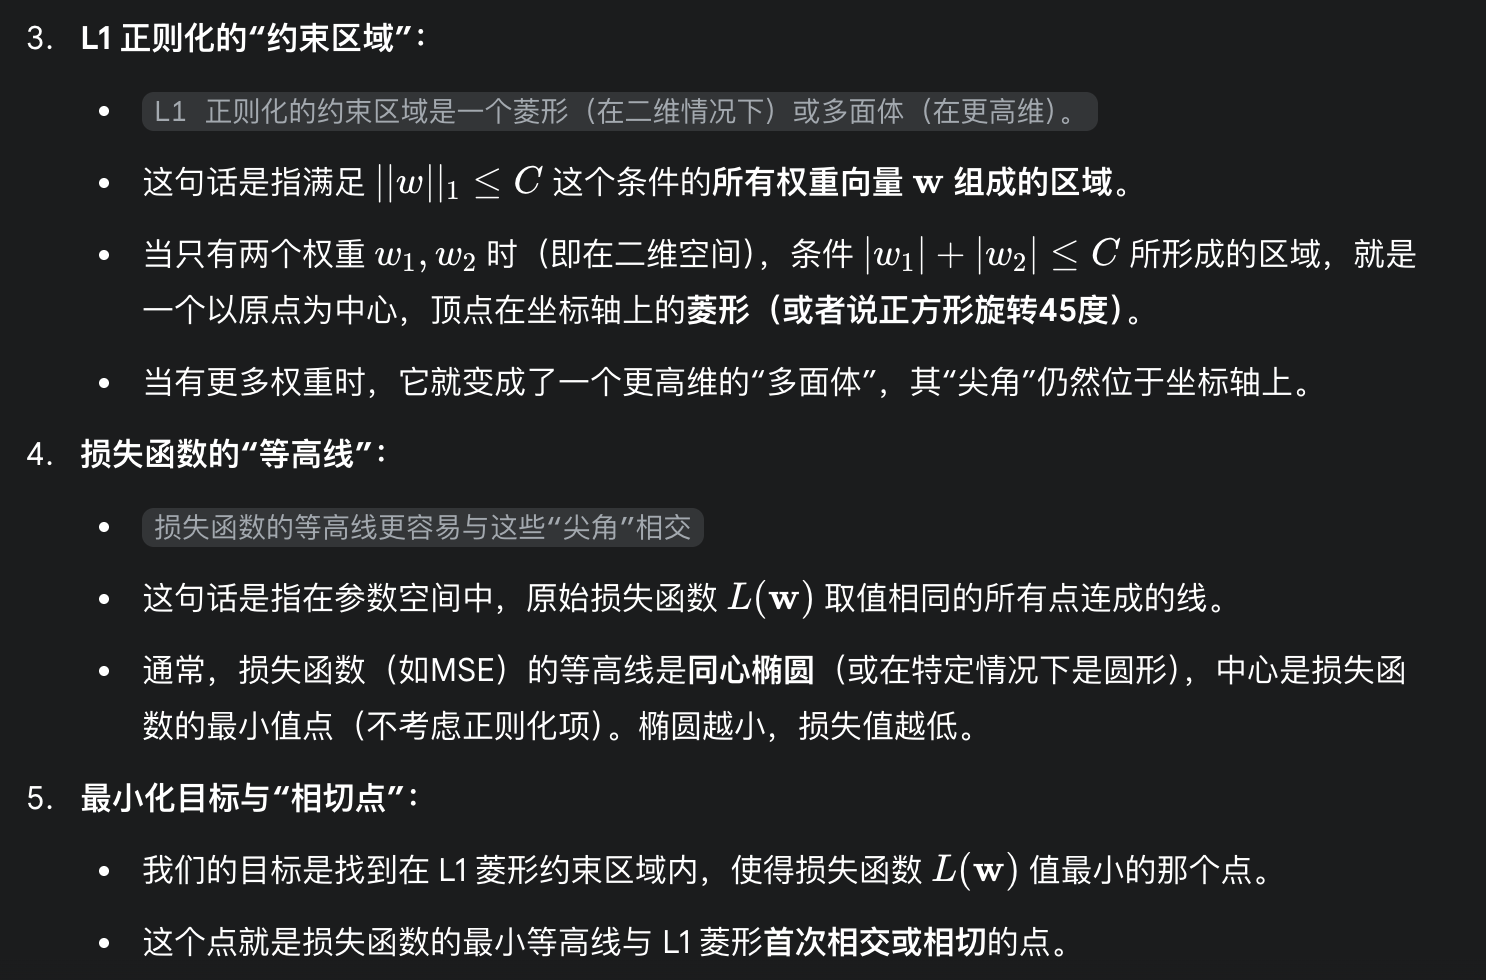 3. L1 正则化的“约束区域”：
• L1 正则化的约束区域是一个菱形（在二维情况下）或多面体（在更高维）。
• 这句话是指满足 ||w||₁ ≤ C 这个条件的所有权重向量 w 组成的区域。
• 当只有两个权重 w₁, w₂ 时（即在二维空间），条件 |w₁| + |w₂| ≤ C 所形成的区域，就是
一个以原点为中心，顶点在坐标轴上的菱形（或者说正方形旋转45度）。
• 当有更多权重时，它就变成了一个更高维的“多面体”，其“尖角”仍然位于坐标轴上。
4. 损失函数的“等高线”：
• 损失函数的等高线更容易与这些“尖角”相交
• 这句话是指在参数空间中，原始损失函数 L(w) 取值相同的所有点连成的线。
• 通常，损失函数（如MSE）的等高线是同心椭圆（或在特定情况下是圆形），中心是损失函
数的最小值点（不考虑正则化项）。椭圆越小，损失值越低。
5. 最小化目标与“相切点”：
• 我们的目标是找到在 L1 菱形约束区域内，使得损失函数 L(w) 值最小的那个点。
• 这个点就是损失函数的最小等高线与 L1 菱形首次相交或相切的点。